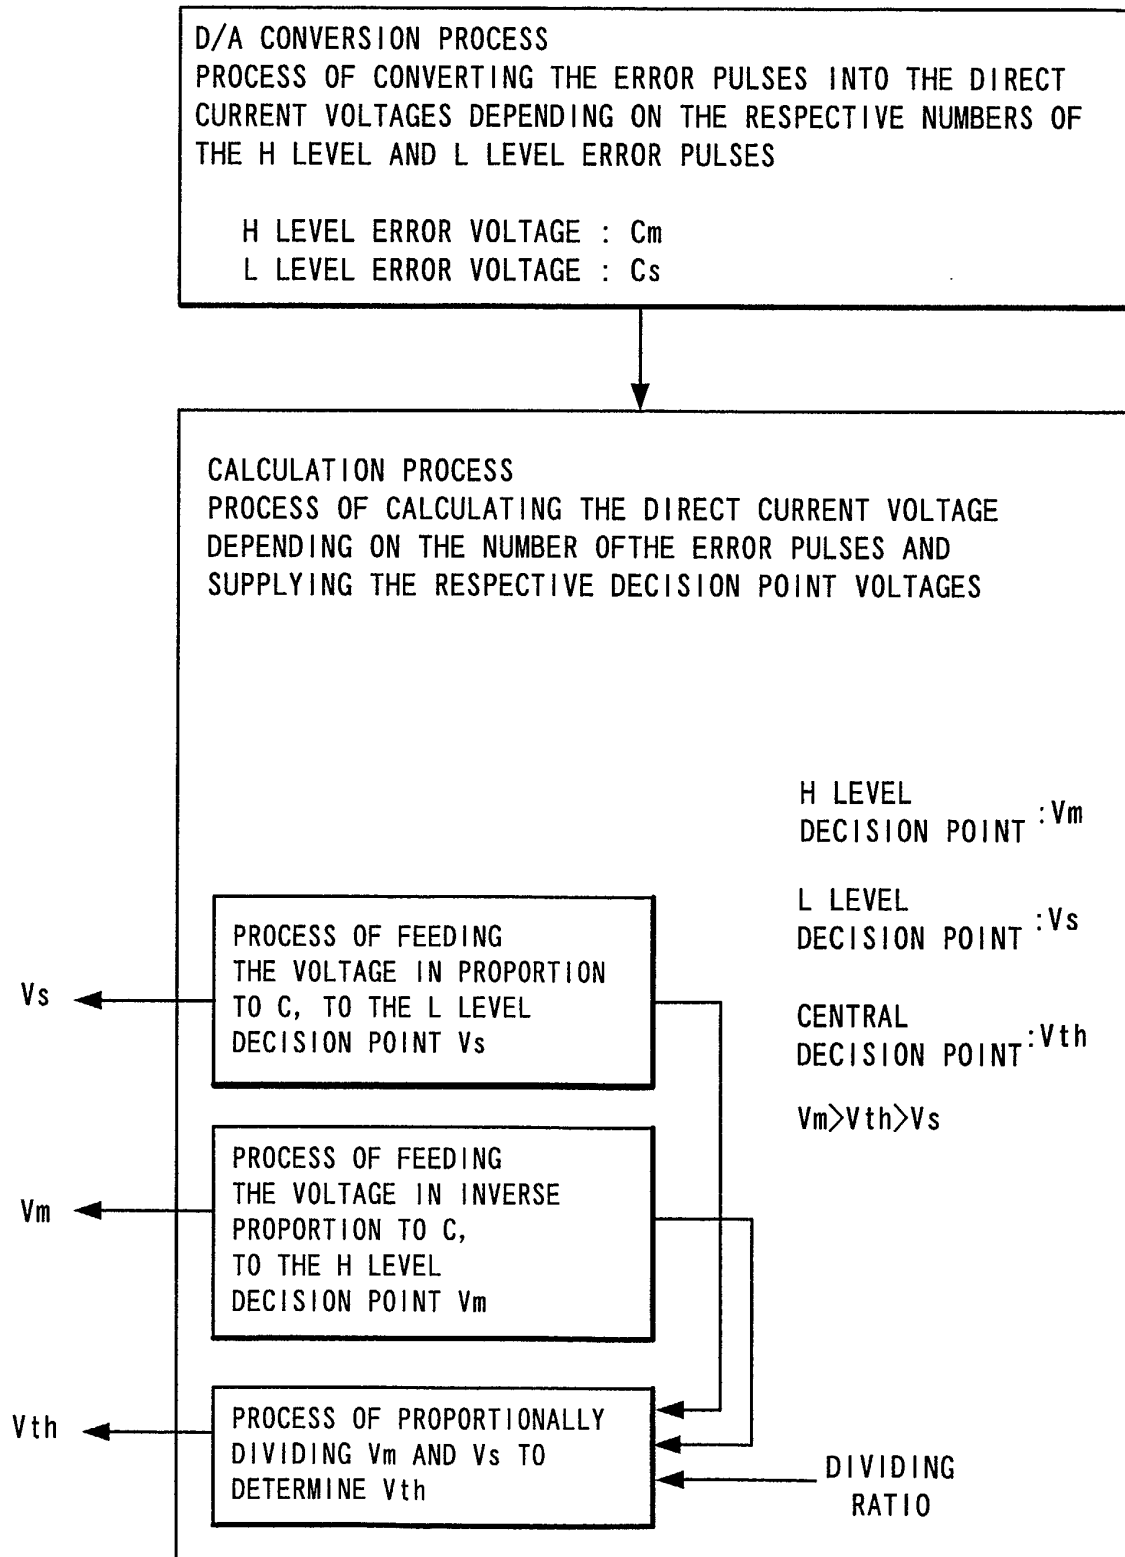 D/A CONVERSION PROCESS
PROCESS OF CONVERTING THE ERROR PULSES INTO THE DIRECT
CURRENT VOLTAGES DEPENDING ON THE RESPECTIVE NUMBERS OF
THE H LEVEL AND L LEVEL ERROR PULSES
H LEVEL ERROR VOLTAGE : Cm
L LEVEL ERROR VOLTAGE : Cs
CALCULATION PROCESS
PROCESS OF CALCULATING THE DIRECT CURRENT VOLTAGE
DEPENDING ON THE NUMBER OFTHE ERROR PULSES AND
SUPPLYING THE RESPECTIVE DECISION POINT VOLTAGES
H LEVEL
DECISION POINT :Vm
L LEVEL
DECISION POINT :Vs
CENTRAL
DECISION POINT :Vth
Vm>Vth>Vs
Vs
PROCESS OF FEEDING
THE VOLTAGE IN PROPORTION
TO C, TO THE L LEVEL
DECISION POINT Vs
Vm
PROCESS OF FEEDING
THE VOLTAGE IN INVERSE
PROPORTION TO C,
TO THE H LEVEL
DECISION POINT Vm
Vth
PROCESS OF PROPORTIONALLY
DIVIDING Vm AND Vs TO
DETERMINE Vth
DIVIDING
RATIO